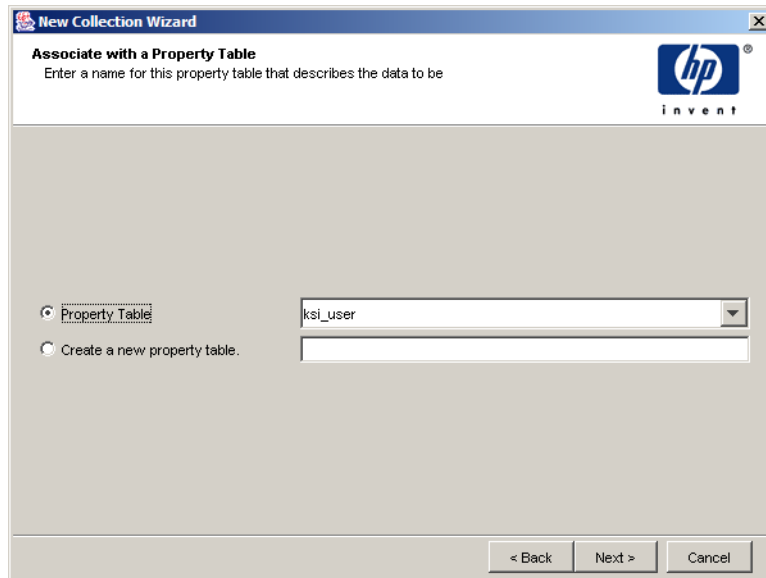 New Collection Wizard
Associate with a Property Table
Enter a name for this property table that describes the data to be
hp
®
invent
Property Table
ksi_user
Create a new property table.
< Back
Next >
Cancel